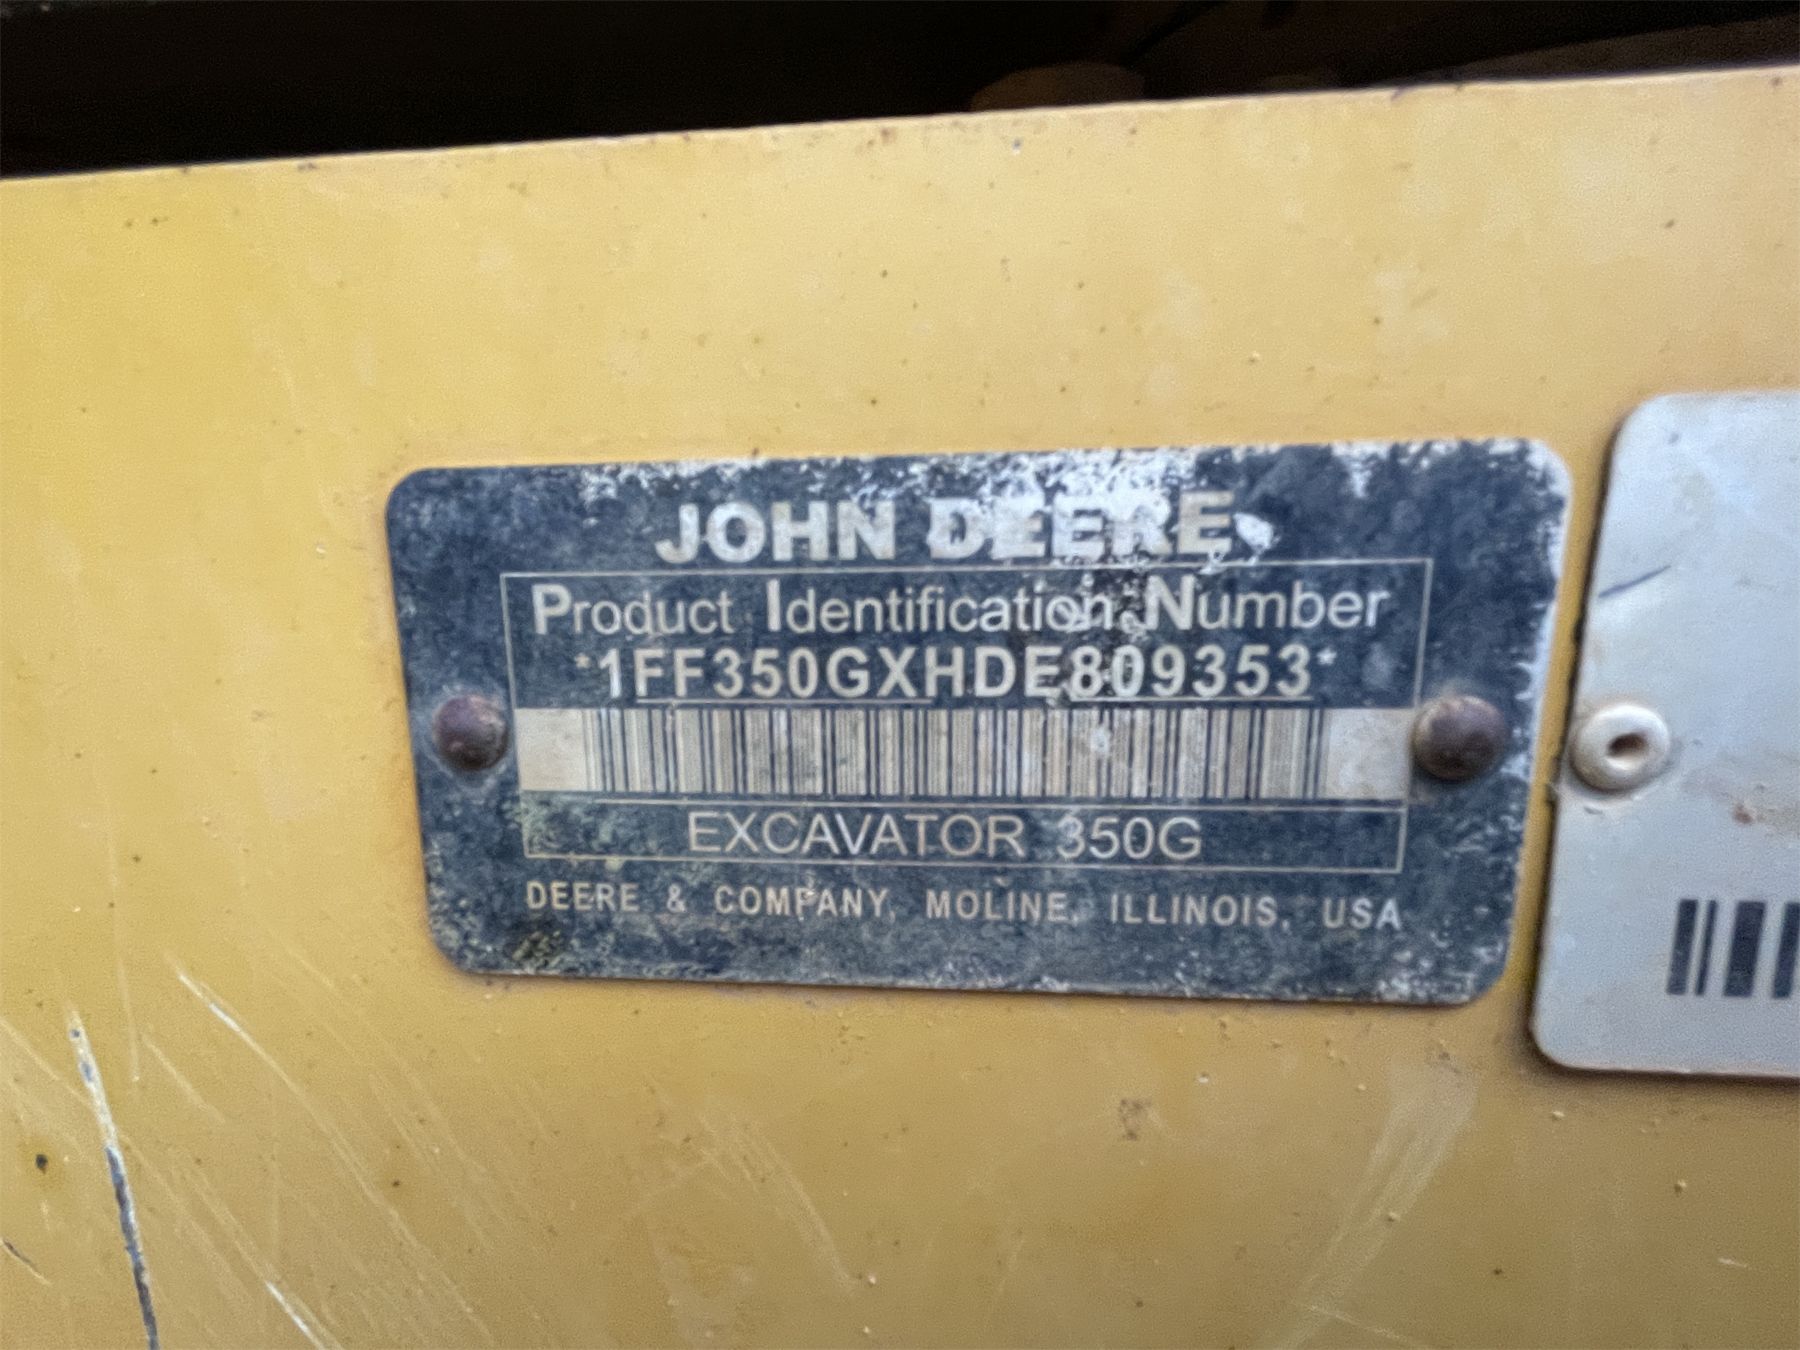 JOHN DEERE
Product Identification Number
*1FF350GXHDE809353*
EXCAVATOR 350G
DEERE & COMPANY, MOLINE, ILLINOIS, USA